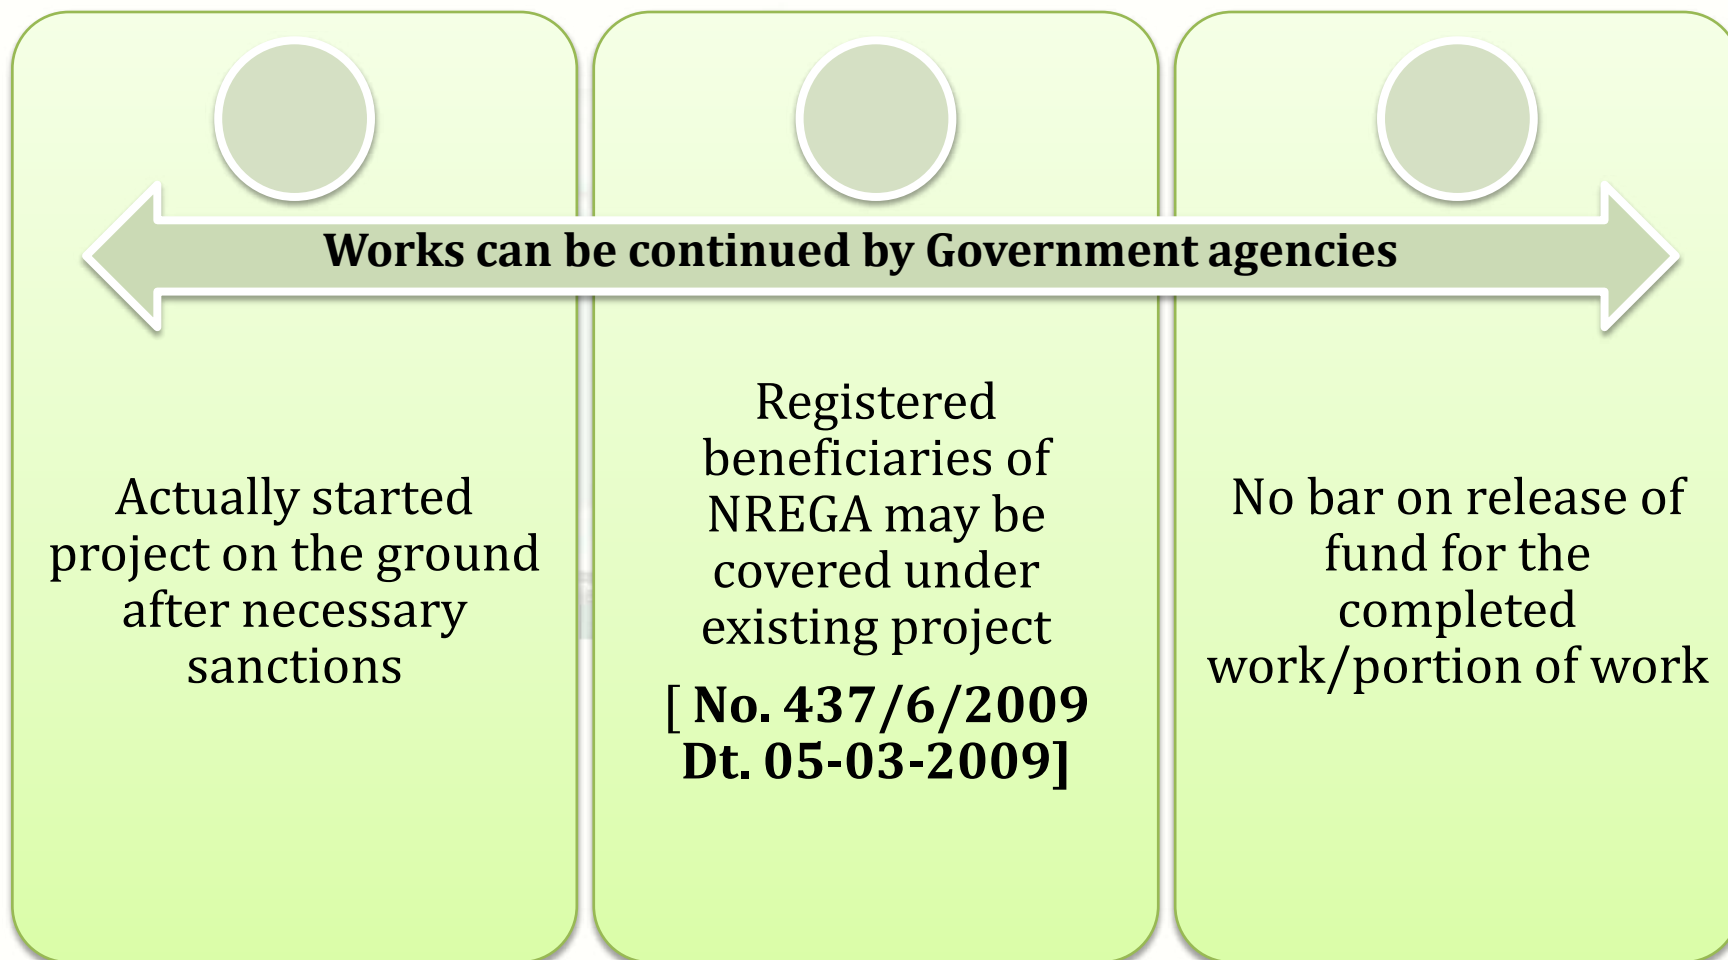 Works can be continued by Government agencies
Actually started
project on the ground
after necessary
sanctions
Registered
beneficiaries of
NREGA may be
covered under
existing project
[ No. 437/6/2009
Dt. 05-03-2009]
No bar on release of
fund for the
completed
work/portion of work